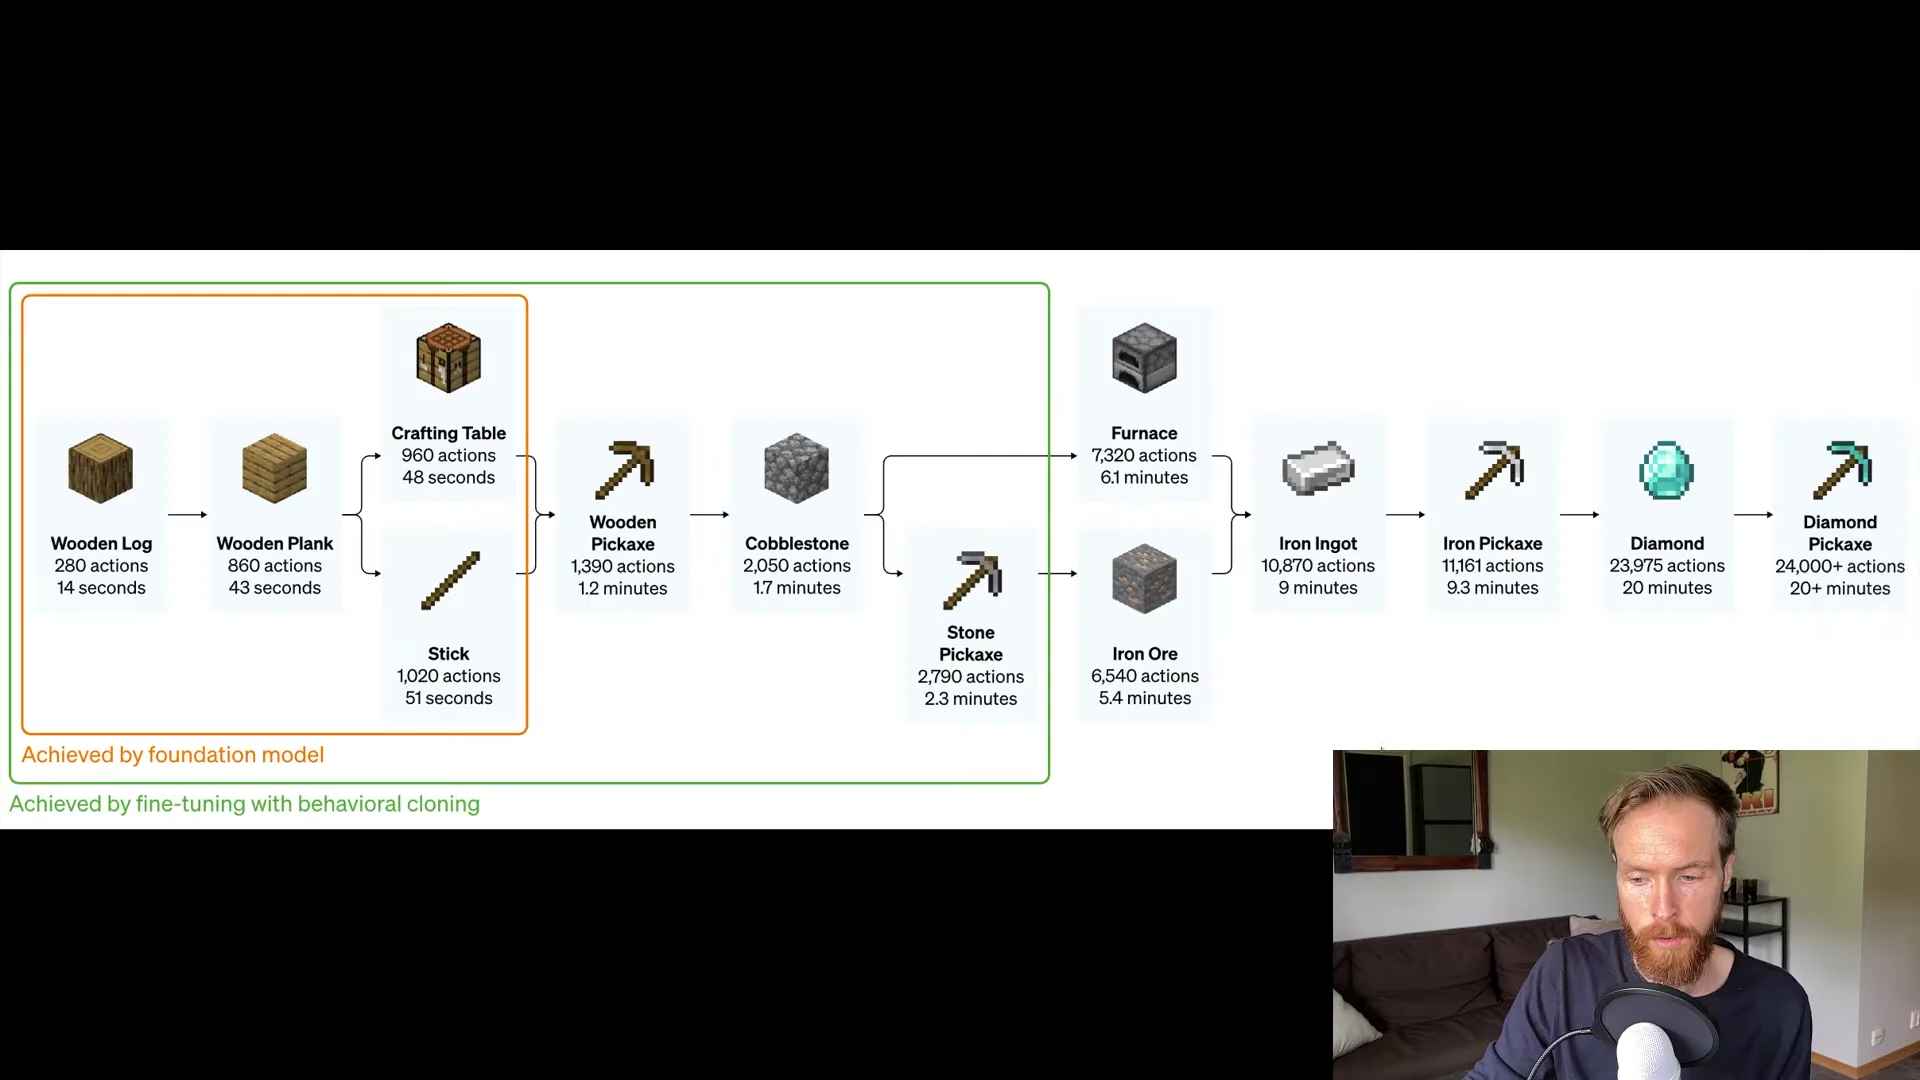 Wooden Log
280 actions
14 seconds
Wooden Plank
860 actions
43 seconds
Crafting Table
960 actions
48 seconds
Stick
1,020 actions
51 seconds
Wooden
Pickaxe
1,390 actions
1.2 minutes
Cobblestone
2,050 actions
1.7 minutes
Stone
Pickaxe
2,790 actions
2.3 minutes
Furnace
7,320 actions
6.1 minutes
Iron Ore
6,540 actions
5.4 minutes
Iron Ingot
10,870 actions
9 minutes
Iron Pickaxe
11,161 actions
9.3 minutes
Diamond
23,975 actions
20 minutes
Diamond
Pickaxe
24,000+ actions
20+ minutes
Achieved by foundation model
Achieved by fine-tuning with behavioral cloning